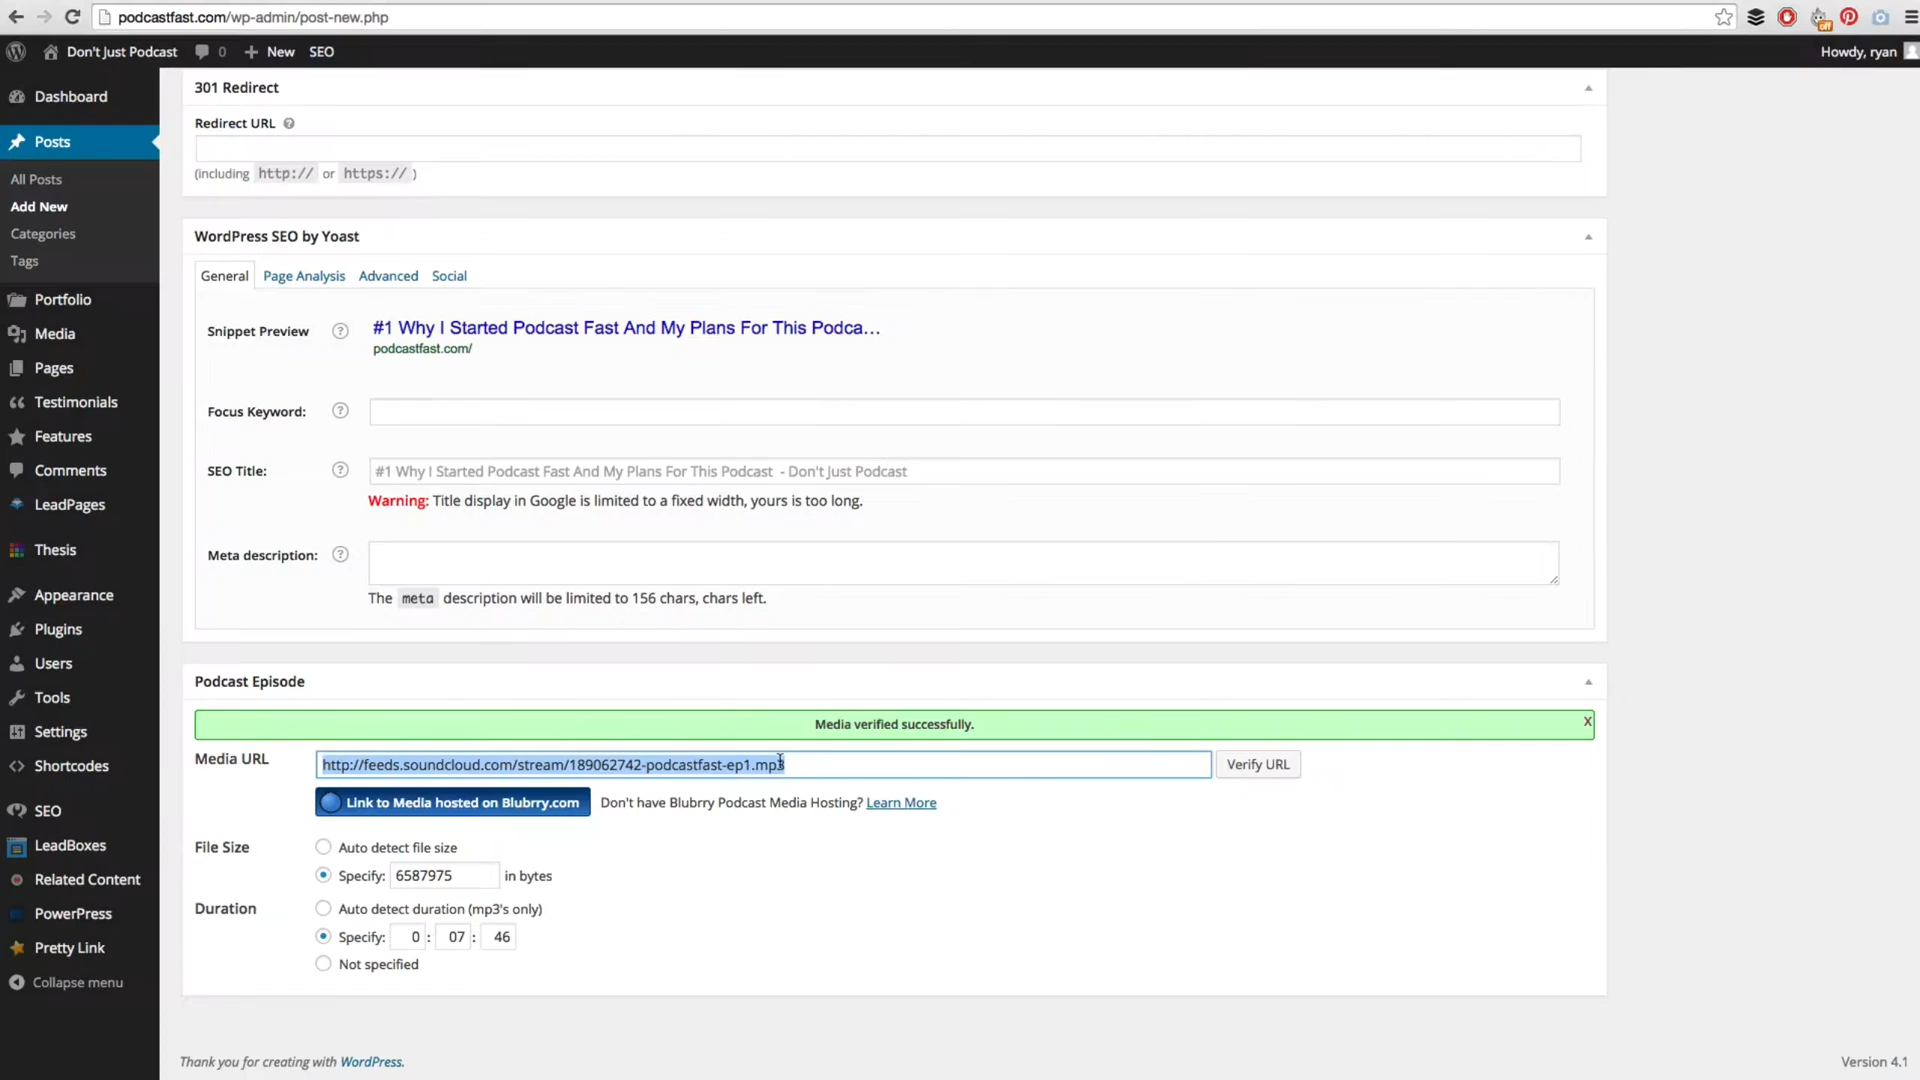 podcastfast.com/wp-admin/post-new.php
off
Don't Just Podcast 0 New SEO
Howdy, ryan
Dashboard
Posts
All Posts
Add New
Categories
Tags
Portfolio
Media
Pages
Testimonials
Features
Comments
LeadPages
Thesis
Appearance
Plugins
Users
Tools
Settings
Shortcodes
SEO
LeadBoxes
Related Content
PowerPress
Pretty Link
Collapse menu
301 Redirect
Redirect URL ?
(including http:// or https:// )
WordPress SEO by Yoast
General Page Analysis Advanced Social
Snippet Preview ? #1 Why I Started Podcast Fast And My Plans For This Podca...
podcastfast.com/
Focus Keyword: ?
SEO Title: ? #1 Why I Started Podcast Fast And My Plans For This Podcast - Don't Just Podcast
Warning: Title display in Google is limited to a fixed width, yours is too long.
Meta description: ?
The meta description will be limited to 156 chars, chars left.
Podcast Episode
Media verified successfully. X
Media URL http://feeds.soundcloud.com/stream/189062742-podcastfast-ep1.mp3 Verify URL
Link to Media hosted on Blubrry.com Don't have Blubrry Podcast Media Hosting? Learn More
File Size Auto detect file size
Specify: 6587975 in bytes
Duration Auto detect duration (mp3's only)
Specify: 0 : 07 : 46
Not specified
Thank you for creating with WordPress.
Version 4.1